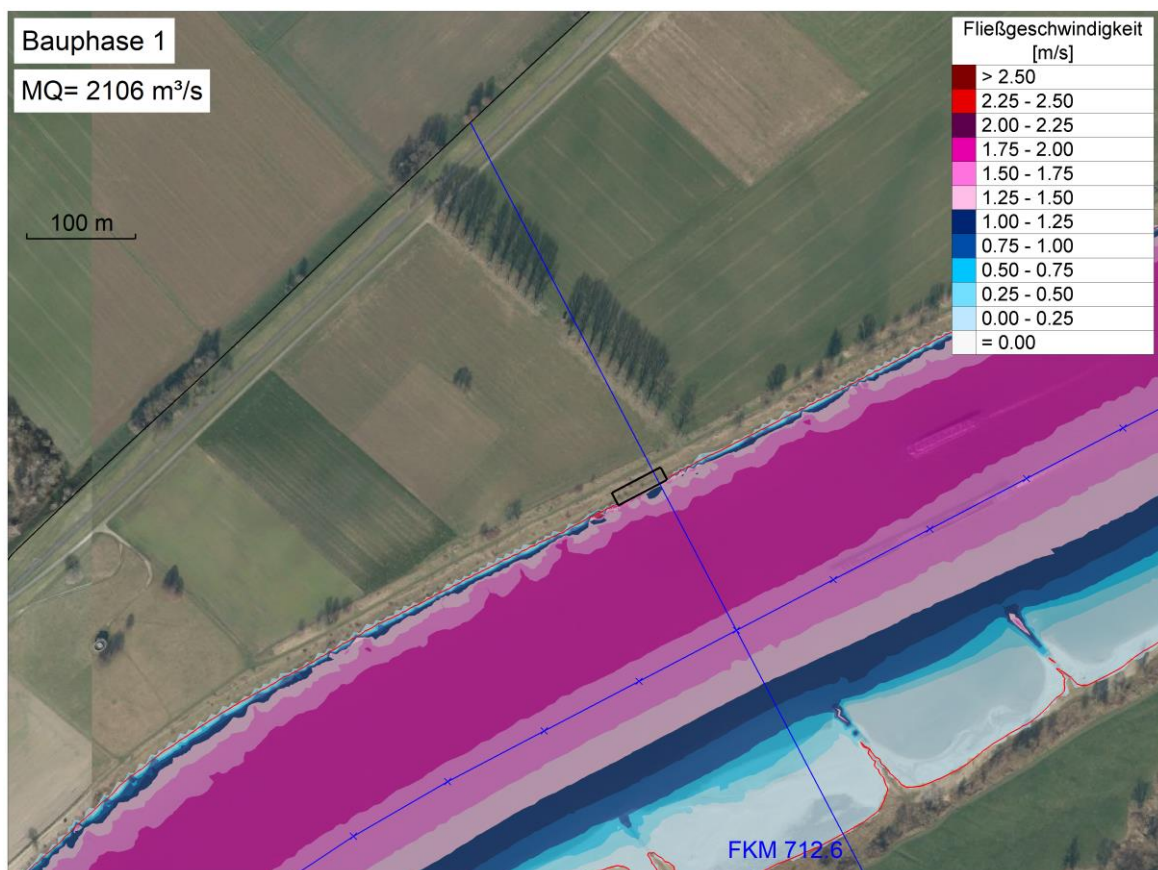 Bauphase 1
MQ= 2106 m³/s
100 m
Fließgeschwindigkeit
[m/s]
> 2.50
2.25 - 2.50
2.00 - 2.25
1.75 - 2.00
1.50 - 1.75
1.25 - 1.50
1.00 - 1.25
0.75 - 1.00
0.50 - 0.75
0.25 - 0.50
0.00 - 0.25
= 0.00
FKM 712.6